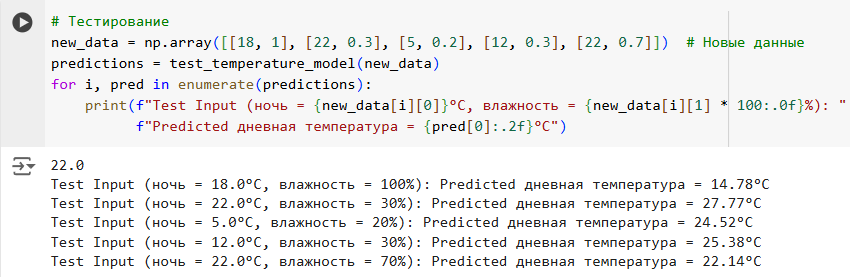 # Тестирование
new_data = np.array([[18, 1], [22, 0.3], [5, 0.2], [12, 0.3], [22, 0.7]])  # Новые данные
predictions = test_temperature_model(new_data)
for i, pred in enumerate(predictions):
    print(f"Test Input (ночь = {new_data[i][0]}°C, влажность = {new_data[i][1] * 100:.0f}%): "
          f"Predicted дневная температура = {pred[0]:.2f}°C")
22.0
Test Input (ночь = 18.0°C, влажность = 100%): Predicted дневная температура = 14.78°C
Test Input (ночь = 22.0°C, влажность = 30%): Predicted дневная температура = 27.77°C
Test Input (ночь = 5.0°C, влажность = 20%): Predicted дневная температура = 24.52°C
Test Input (ночь = 12.0°C, влажность = 30%): Predicted дневная температура = 25.38°C
Test Input (ночь = 22.0°C, влажность = 70%): Predicted дневная температура = 22.14°C